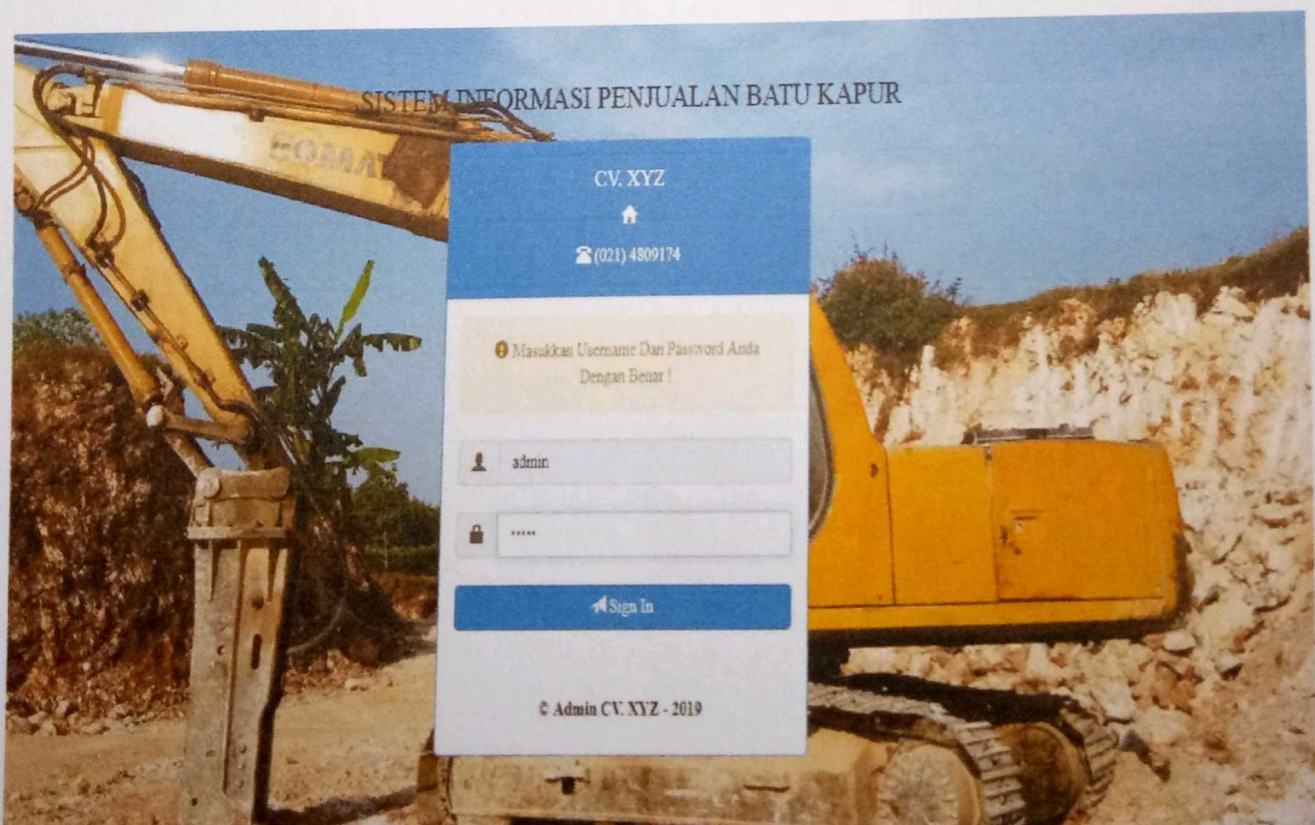 SISTEM INFORMASI PENJUALAN BATU KAPUR
CV. XYZ
(021) 4809174
Masukkan Username Dan Password Anda
Dengan Benar !
admin
•••••
Sign In
© Admin CV. XYZ - 2019